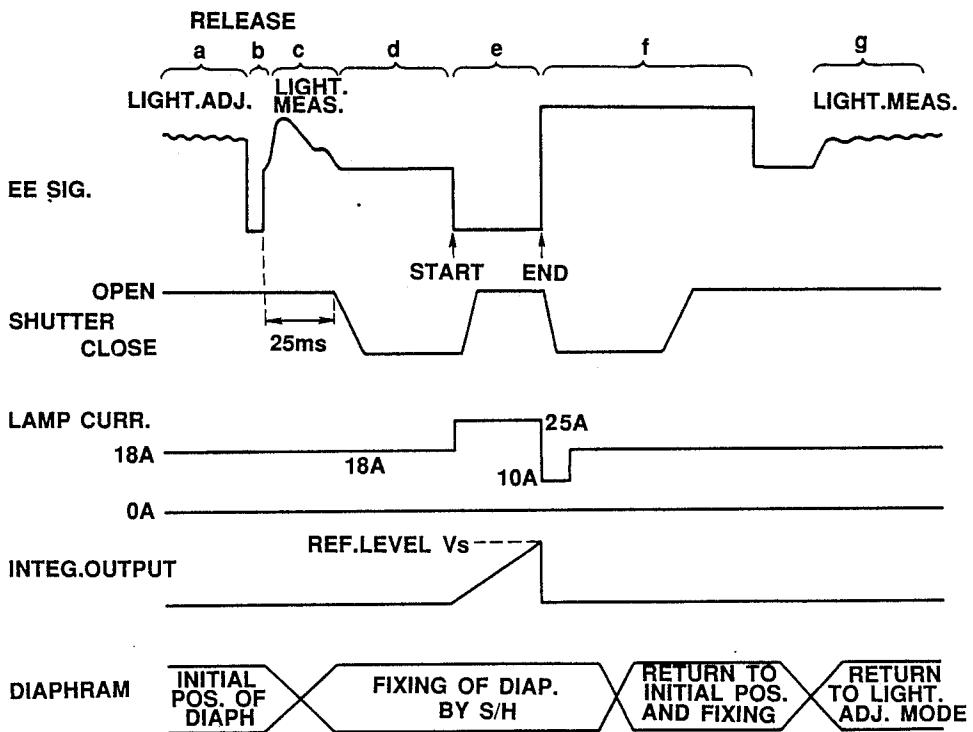 RELEASE
a b c d e f g
LIGHT.ADJ.
LIGHT.
MEAS.
LIGHT.MEAS.
EE SIG.
START END
OPEN
SHUTTER
CLOSE
25ms
LAMP CURR.
25A
18A
18A
10A
0A
REF.LEVEL Vs
INTEG.OUTPUT
DIAPHRAM
INITIAL
POS. OF
DIAPH
FIXING OF DIAP.
BY S/H
RETURN TO
INITIAL POS.
AND FIXING
RETURN
TO LIGHT.
ADJ. MODE